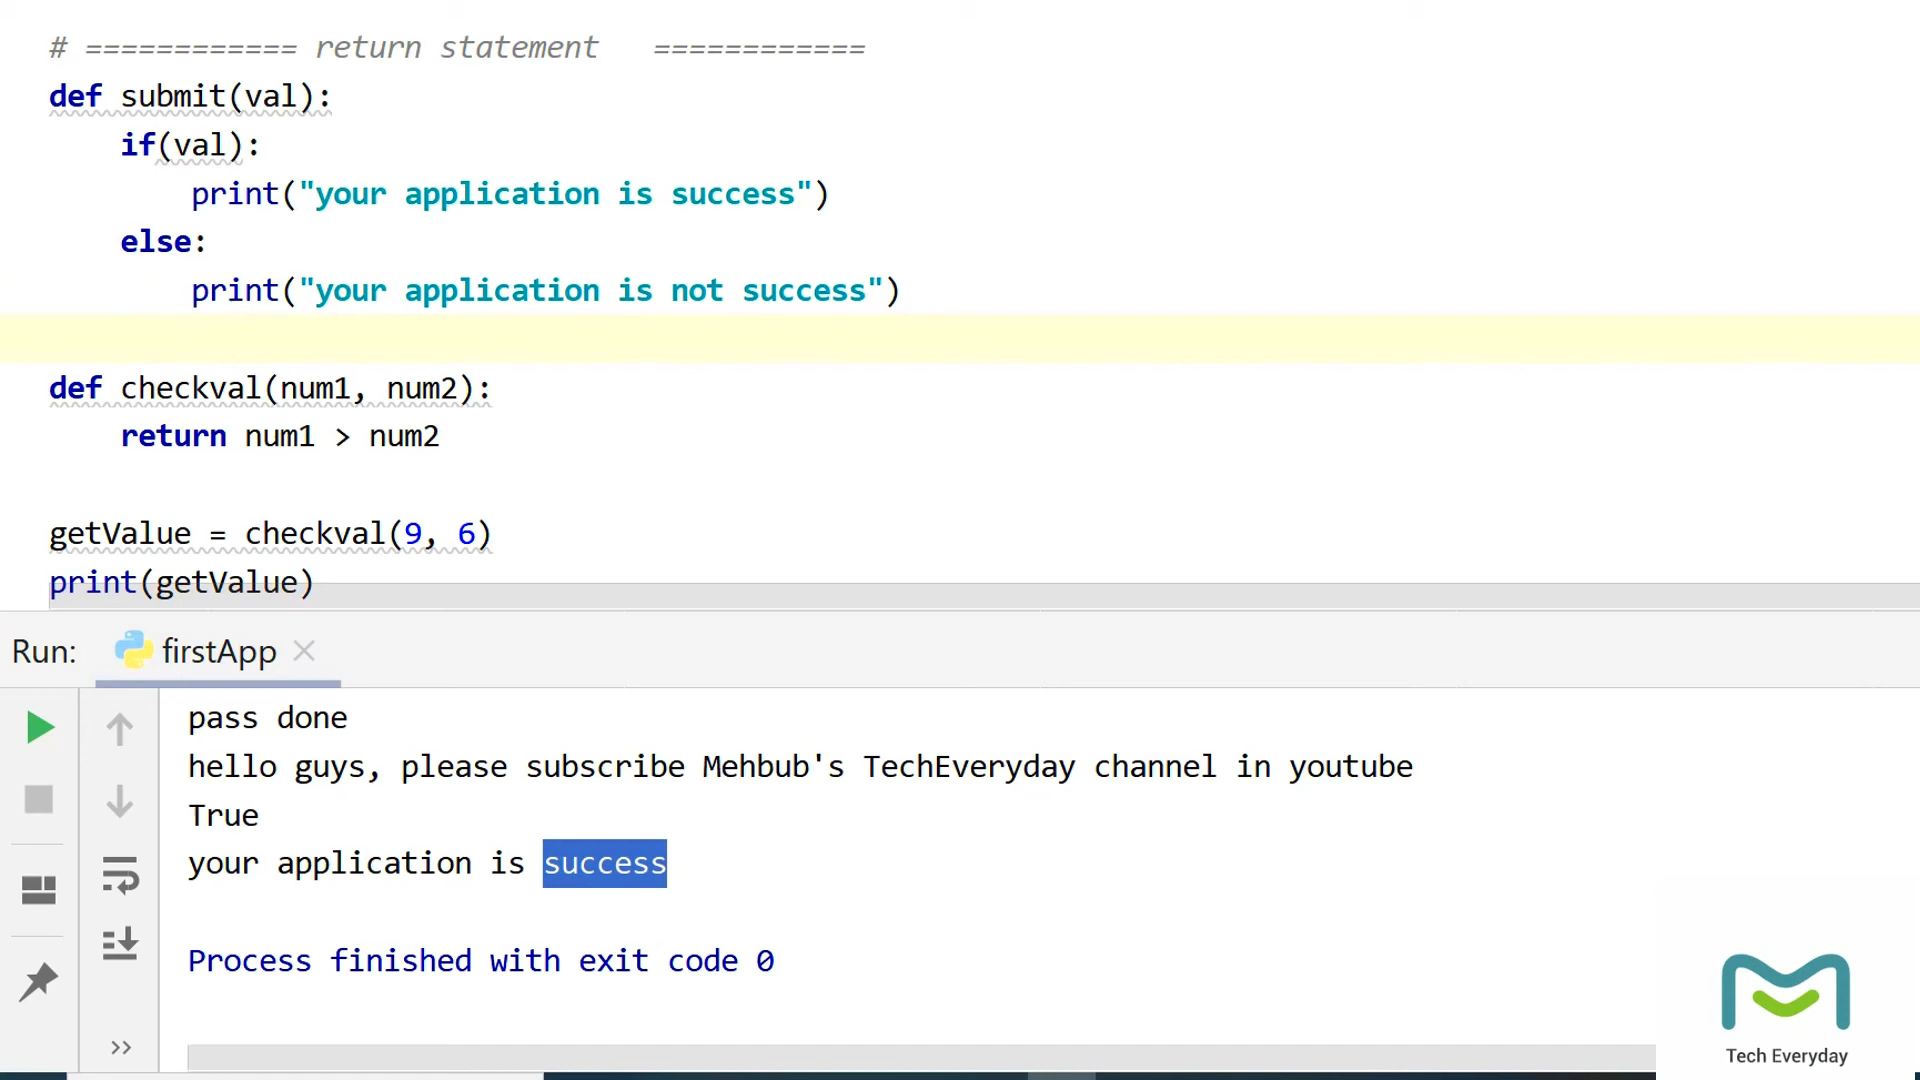 # ============ return statement   ============
def submit(val):
    if(val):
        print("your application is success")
    else:
        print("your application is not success")
def checkval(num1, num2):
    return num1 > num2
getValue = checkval(9, 6)
print(getValue)
Run: firstApp
pass done
hello guys, please subscribe Mehbub's TechEveryday channel in youtube
True
your application is success
Process finished with exit code 0
Tech Everyday